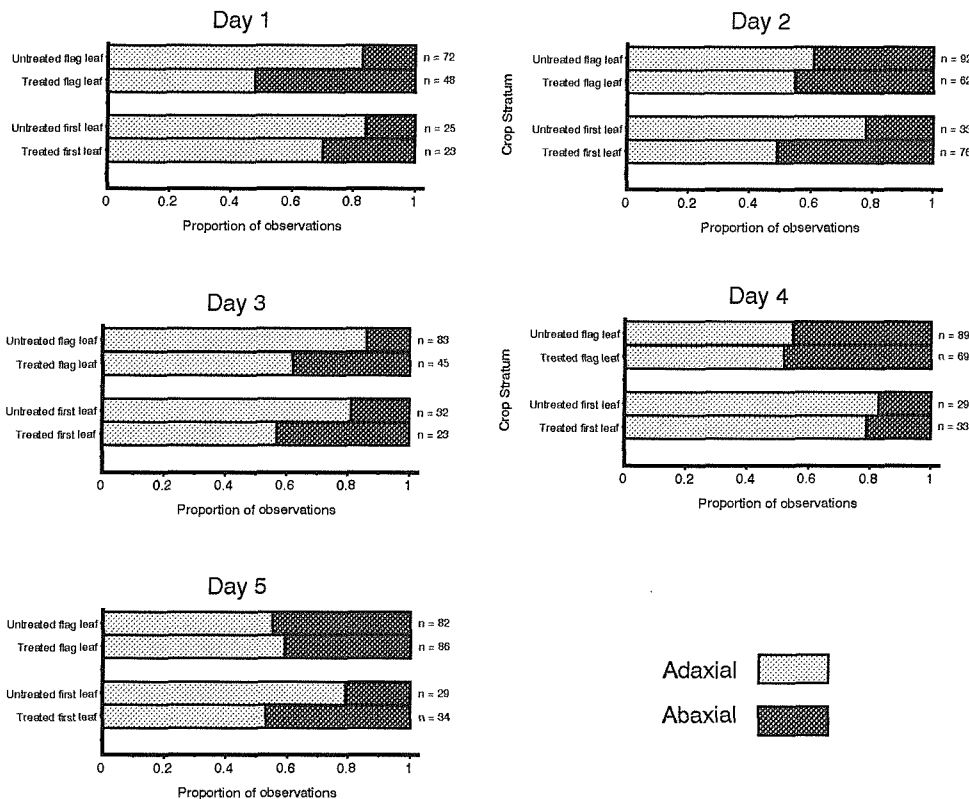 Day 1
Untreated flag leaf
n = 72
Treated flag leaf
n = 48
Untreated first leaf
n = 25
Treated first leaf
n = 23
0 0.2 0.4 0.6 0.8 1
Proportion of observations
Day 2
Crop Stratum
Untreated flag leaf
n = 92
Treated flag leaf
n = 62
Untreated first leaf
n = 33
Treated first leaf
n = 76
0 0.2 0.4 0.6 0.8 1
Proportion of observations
Day 3
Untreated flag leaf
n = 83
Treated flag leaf
n = 45
Untreated first leaf
n = 32
Treated first leaf
n = 23
0 0.2 0.4 0.6 0.8 1
Proportion of observations
Day 4
Crop Stratum
Untreated flag leaf
n = 89
Treated flag leaf
n = 69
Untreated first leaf
n = 29
Treated first leaf
n = 33
0 0.2 0.4 0.6 0.8 1
Proportion of observations
Day 5
Untreated flag leaf
n = 82
Treated flag leaf
n = 86
Untreated first leaf
n = 29
Treated first leaf
n = 34
0 0.2 0.4 0.6 0.8 1
Proportion of observations
Adaxial
Abaxial